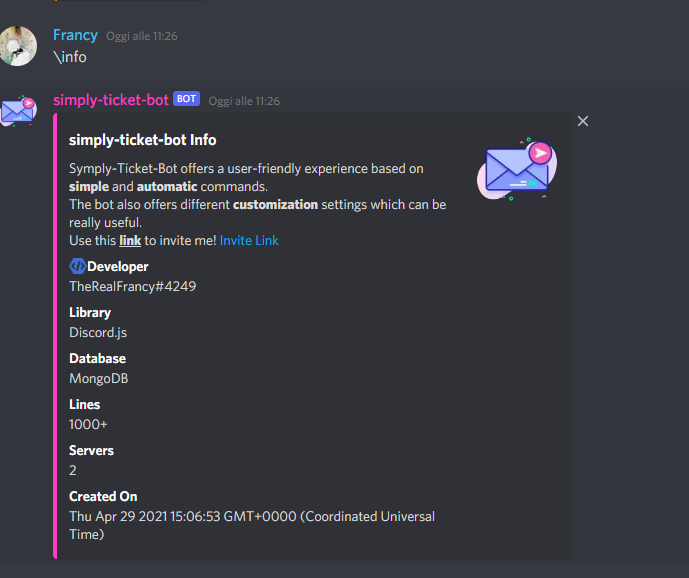 Francy Oggi alle 11:26
\info
simply-ticket-bot BOT Oggi alle 11:26
simply-ticket-bot Info
Symply-Ticket-Bot offers a user-friendly experience based on
simple and automatic commands.
The bot also offers different customization settings which can be
really useful.
Use this link to invite me! Invite Link
Developer
TheRealFrancy#4249
Library
Discord.js
Database
MongoDB
Lines
1000+
Servers
2
Created On
Thu Apr 29 2021 15:06:53 GMT+0000 (Coordinated Universal
Time)